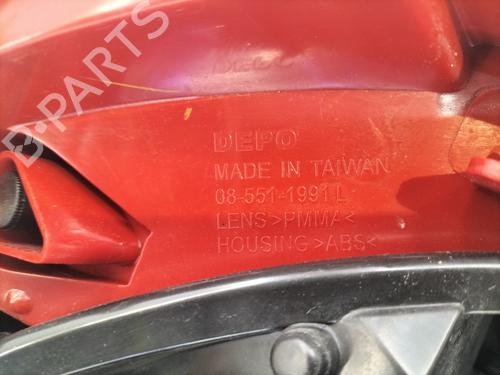 DEPO
MADE IN TAIWAN
08-551-1991 L
LENS>PMMA<
HOUSING>ABS<
B-PARTS